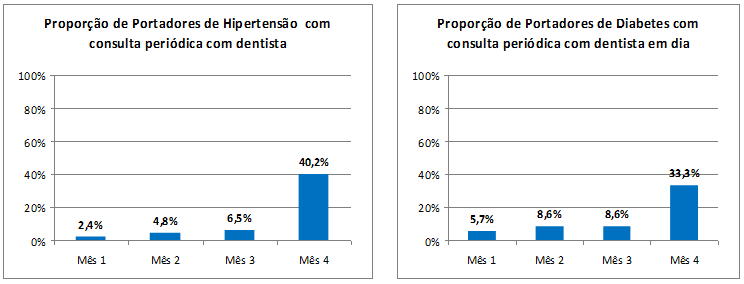 Proporção de Portadores de Hipertensão com
consulta periódica com dentista
100%
80%
60%
40%
20%
0%
2,4%
4,8%
6,5%
40,2%
Mês 1
Mês 2
Mês 3
Mês 4
Proporção de Portadores de Diabetes com
consulta periódica com dentista em dia
100%
80%
60%
40%
20%
0%
5,7%
8,6%
8,6%
33,3%
Mês 1
Mês 2
Mês 3
Mês 4